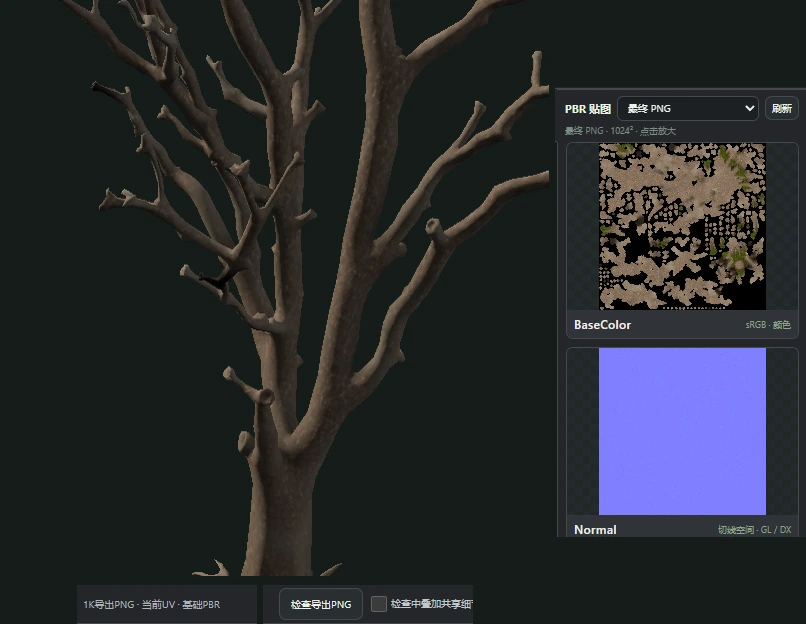 PBR 贴图
最终 PNG
刷新
最终 PNG · 1024² · 点击放大
BaseColor
sRGB · 颜色
Normal
切线空间 · GL / DX
1K导出PNG · 当前UV · 基础PBR
检查导出PNG
检查中叠加共享细